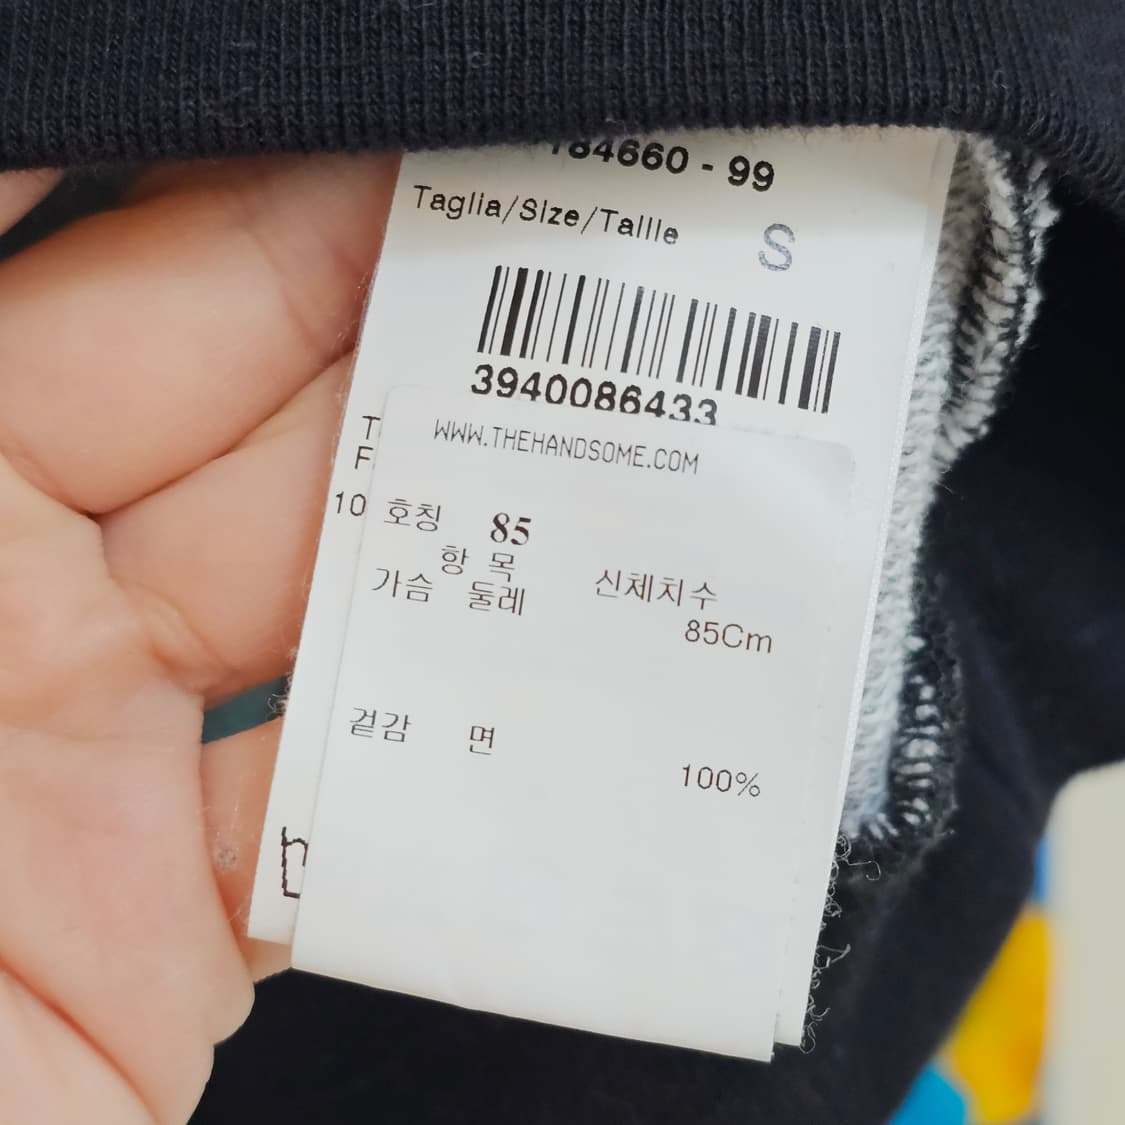 184660 - 99
Taglia/Size/Taille S
3940086433
WWW.THEHANDSOME.COM
T
F
10
호칭 85
항 목 신체치수
가슴 둘레 85Cm
겉감 면 100%